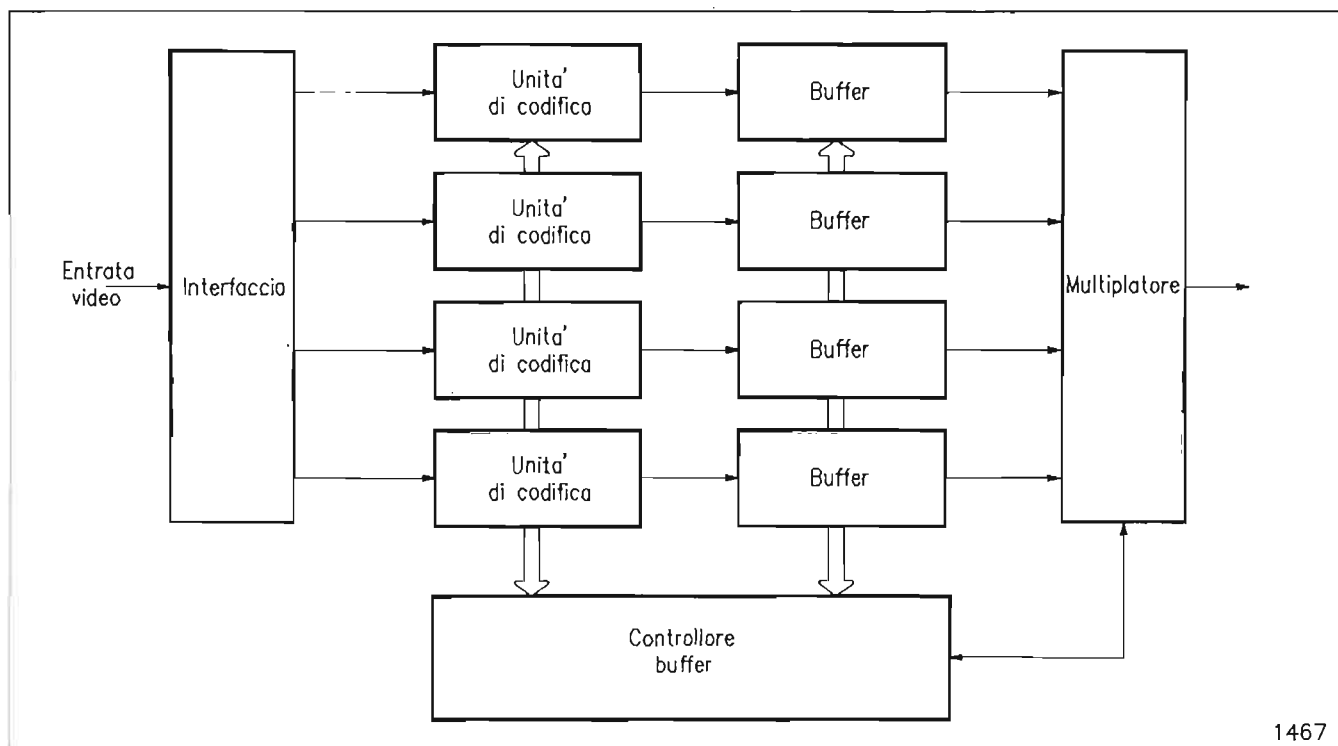 Unita'
di codifica
Buffer
Unita'
di codifica
Buffer
Entrata
video
Interfaccia
Multiplatore
Unita'
di codifica
Buffer
Unita'
di codifica
Buffer
Controllore
buffer
1467